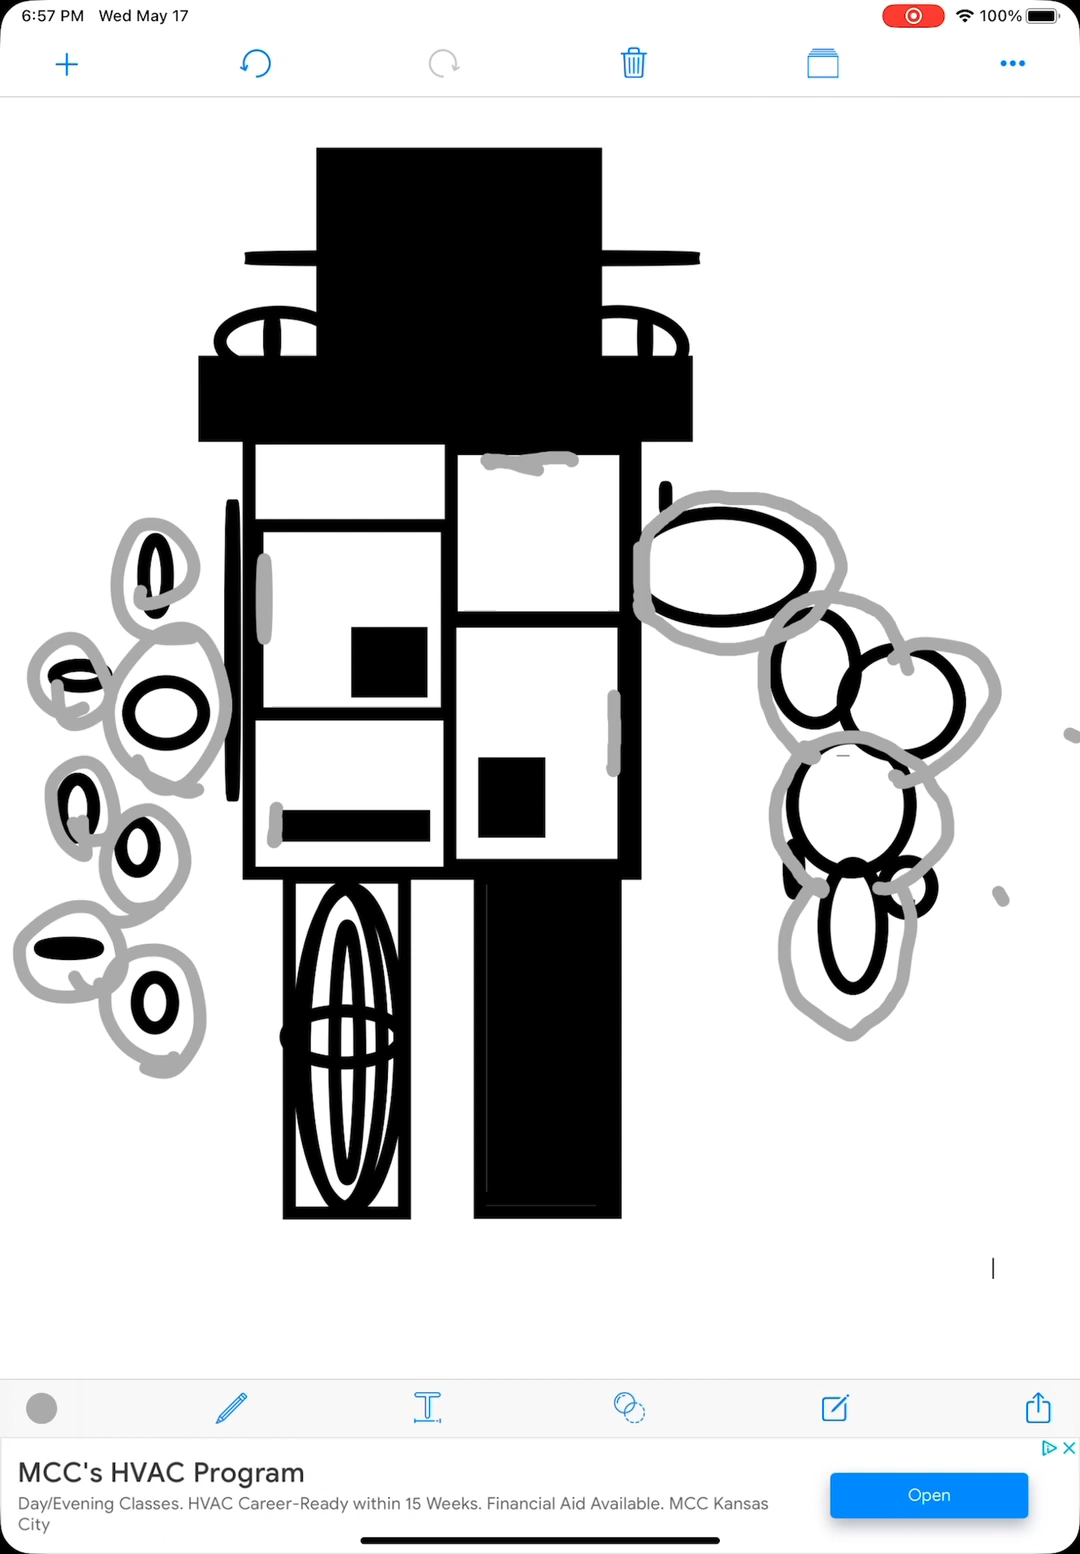 6:57 PM Wed May 17
100%
MCC's HVAC Program
Day/Evening Classes. HVAC Career-Ready within 15 Weeks. Financial Aid Available. MCC Kansas
City
Open